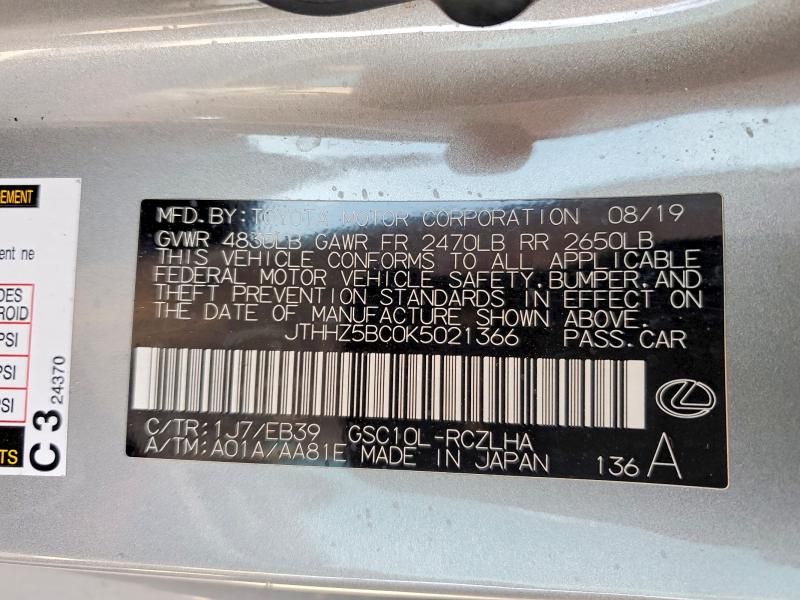 MFD.BY:TOYOTA MOTOR CORPORATION 08/19
GVWR 4830LB GAWR FR 2470LB RR 2650LB
THIS VEHICLE CONFORMS TO ALL APPLICABLE
FEDERAL MOTOR VEHICLE SAFETY,BUMPER,AND
THEFT PREVENTION STANDARDS IN EFFECT ON
THE DATE OF MANUFACTURE SHOWN ABOVE.
JTHHZ5BC0K5021366 PASS.CAR
C/TR:1J7/EB39 GSC10L-RCZLHA
A/TM:A01A/AA81E MADE IN JAPAN 136 A
EMENT
ent ne
DES
ROID
PSI
PSI
PSI
TS
C3 24370